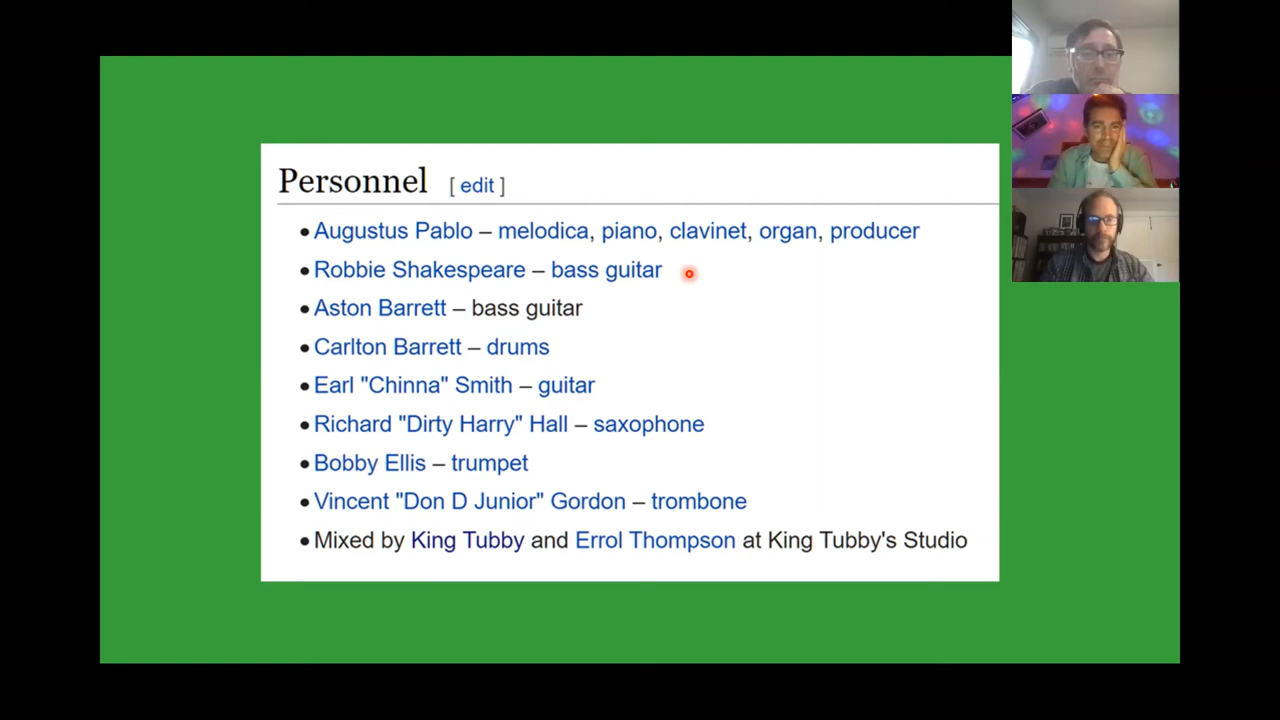 Personnel [ edit ]
• Augustus Pablo – melodica, piano, clavinet, organ, producer
• Robbie Shakespeare – bass guitar
• Aston Barrett – bass guitar
• Carlton Barrett – drums
• Earl "Chinna" Smith – guitar
• Richard "Dirty Harry" Hall – saxophone
• Bobby Ellis – trumpet
• Vincent "Don D Junior" Gordon – trombone
• Mixed by King Tubby and Errol Thompson at King Tubby's Studio